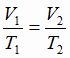 V₁/T₁ = V₂/T₂